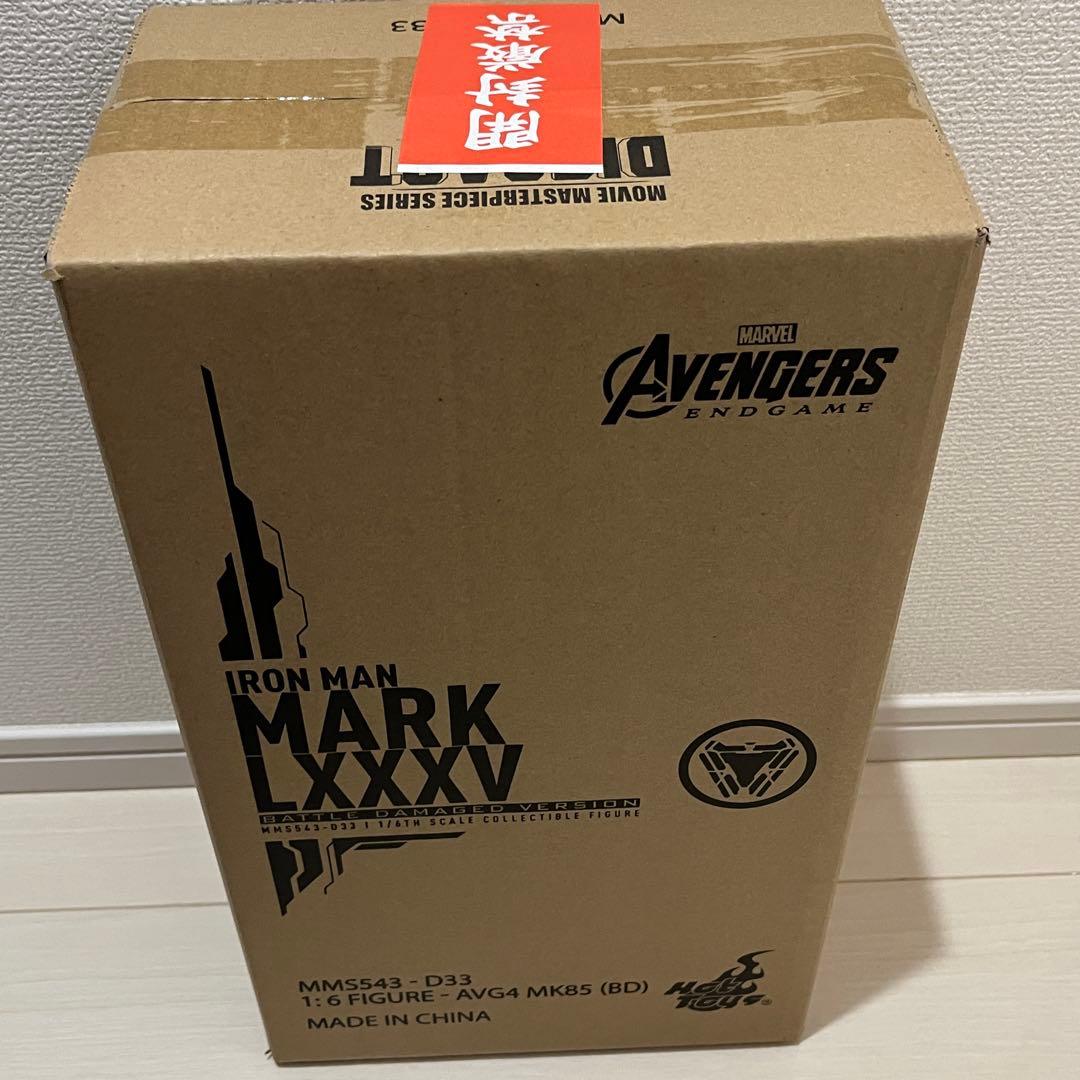 開封厳禁
MOVIE MASTERPIECE SERIES
MARVEL
AVENGERS
ENDGAME
IRON MAN
MARK
LXXXV
BATTLE DAMAGED VERSION
MMS543-D33 | 1/6TH SCALE COLLECTIBLE FIGURE
MMS543 - D33
1: 6 FIGURE - AVG4 MK85 (BD)
MADE IN CHINA
Hot
Toys®